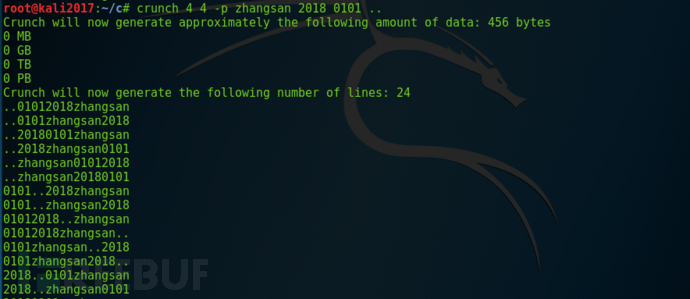 root@kali2017:~/c# crunch 4 4 -p zhangsan 2018 0101 ..
Crunch will now generate approximately the following amount of data: 456 bytes
0 MB
0 GB
0 TB
0 PB
Crunch will now generate the following number of lines: 24
..01012018zhangsan
..0101zhangsan2018
..20180101zhangsan
..2018zhangsan0101
..zhangsan01012018
..zhangsan20180101
0101..2018zhangsan
0101..zhangsan2018
01012018..zhangsan
01012018zhangsan..
0101zhangsan..2018
0101zhangsan2018..
2018..0101zhangsan
2018..zhangsan0101